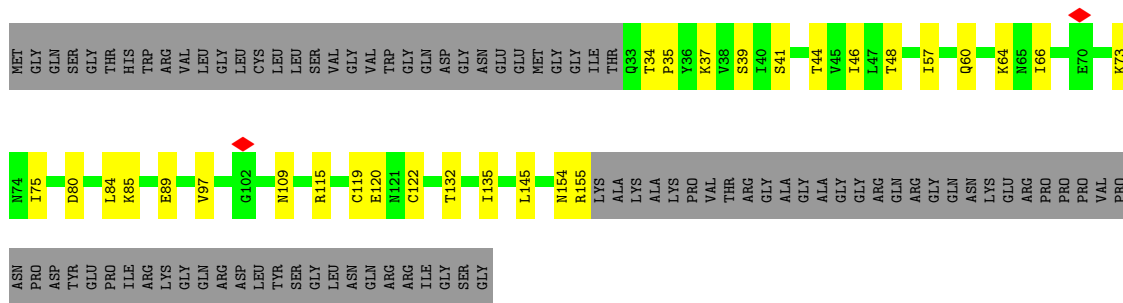 MET GLY GLN SER GLY THR HIS TRP ARG VAL LEU GLY LEU CYS LEU LEU SER VAL GLY VAL TRP GLY GLN ASP GLY ASN GLU GLU MET GLY GLY ILE THR Q33 T34 P35 Y36 K37 V38 S39 I40 S41 T44 V45 I46 L47 T48 I57 Q60 K64 N65 I66 E70 K73
N74 I75 D80 L84 K85 E89 V97 G102 N109 R115 C119 E120 N121 C122 T132 I135 L145 N154 R155 LYS ALA LYS ALA LYS PRO VAL THR ARG GLY ALA GLY ALA GLY GLY ARG GLN ARG GLY GLN ASN LYS GLU ARG PRO PRO PRO VAL PRO
ASN PRO ASP TYR GLU PRO ILE ARG LYS GLY GLN ARG ASP LEU TYR SER GLY LEU ASN GLN ARG ARG ILE GLY SER GLY